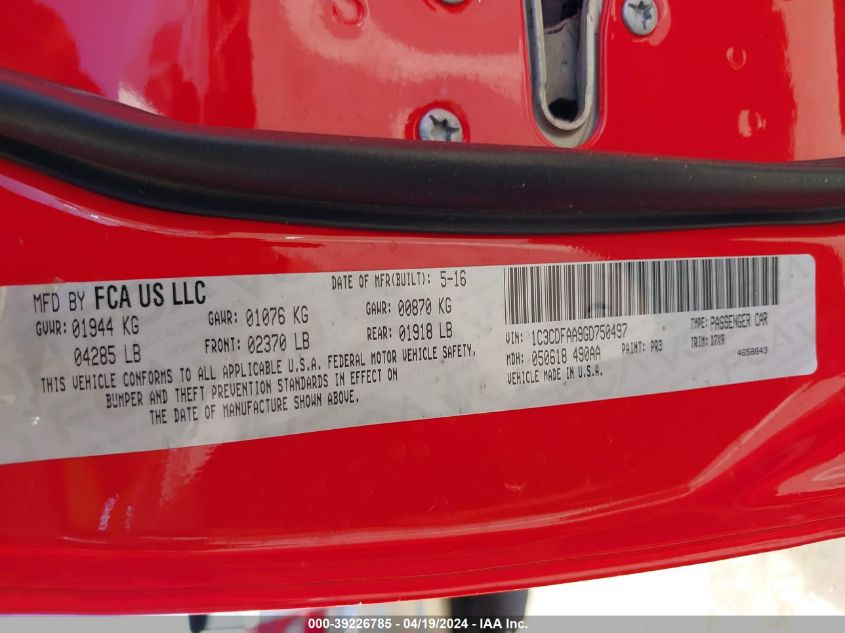 MFD BY FCA US LLC
DATE OF MFR(BUILT): 5-16
GVWR: 01944 KG
GAWR: 01076 KG
GAWR: 00870 KG
04285 LB
FRONT: 02370 LB
REAR: 01918 LB
THIS VEHICLE CONFORMS TO ALL APPLICABLE U.S.A. FEDERAL MOTOR VEHICLE SAFETY,
BUMPER AND THEFT PREVENTION STANDARDS IN EFFECT ON
THE DATE OF MANUFACTURE SHOWN ABOVE.
VIN: 1C3CDFAA9GD750497
TYPE: PASSENGER CAR
MDH: 050618 490AA
PAINT: PR3
TRIM: D7X9
VEHICLE MADE IN U.S.A.
4658843
000-39226785 - 04/19/2024 - IAA Inc.